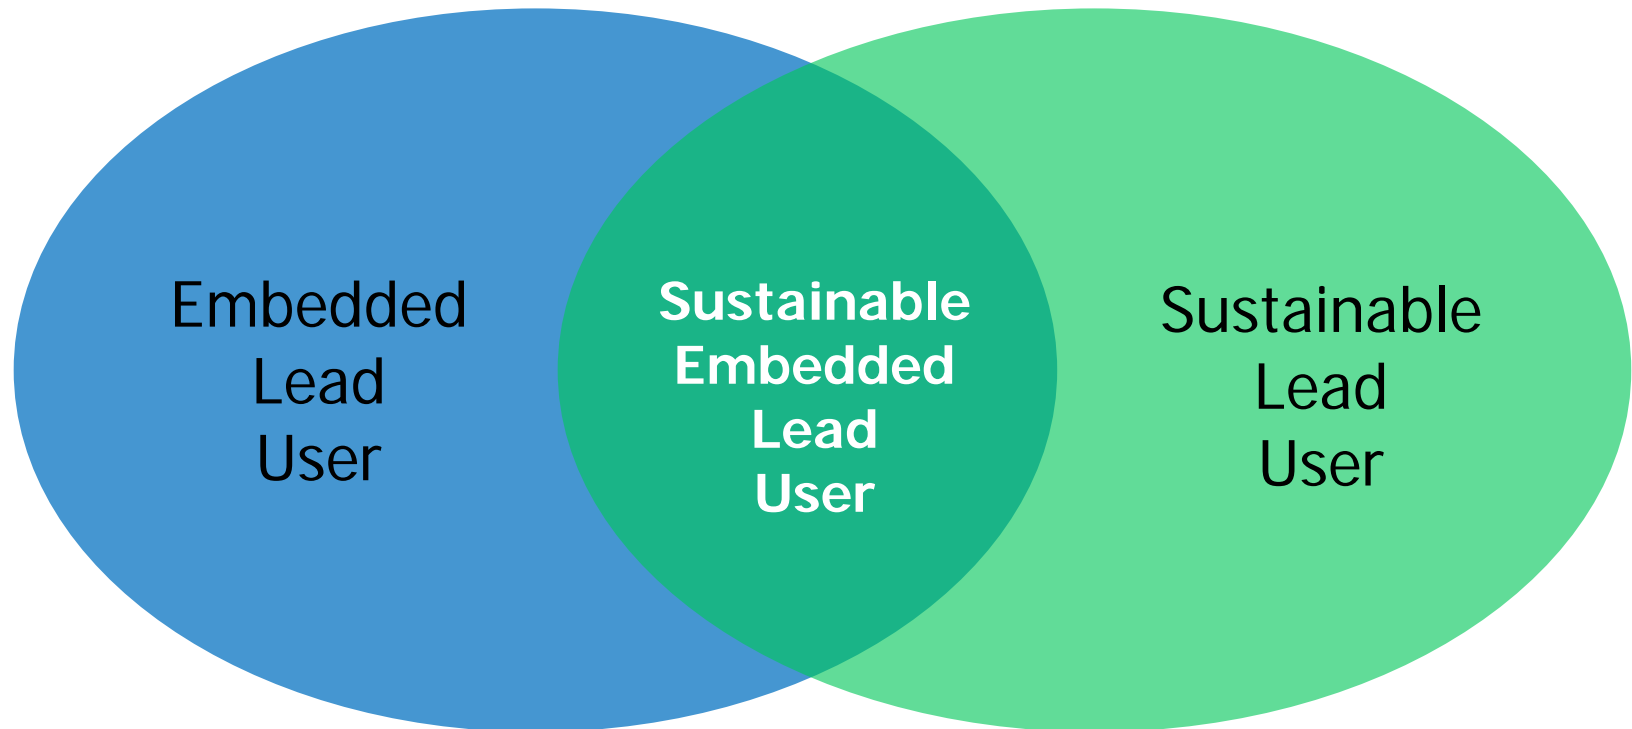 Embedded
Lead
User
Sustainable
Embedded
Lead
User
Sustainable
Lead
User